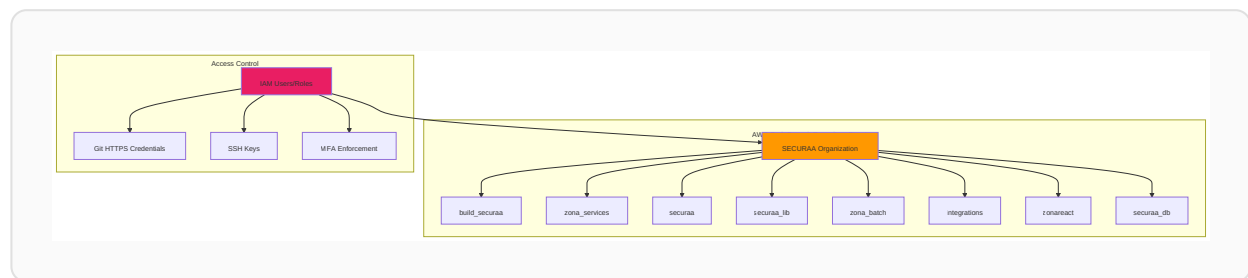 Access Control
IAM Users/Roles
Git HTTPS Credentials
SSH Keys
MFA Enforcement
SECURAA Organization
build_securaa
zona_services
securaa
securaa_lib
zona_batch
integrations
zonareact
securaa_db